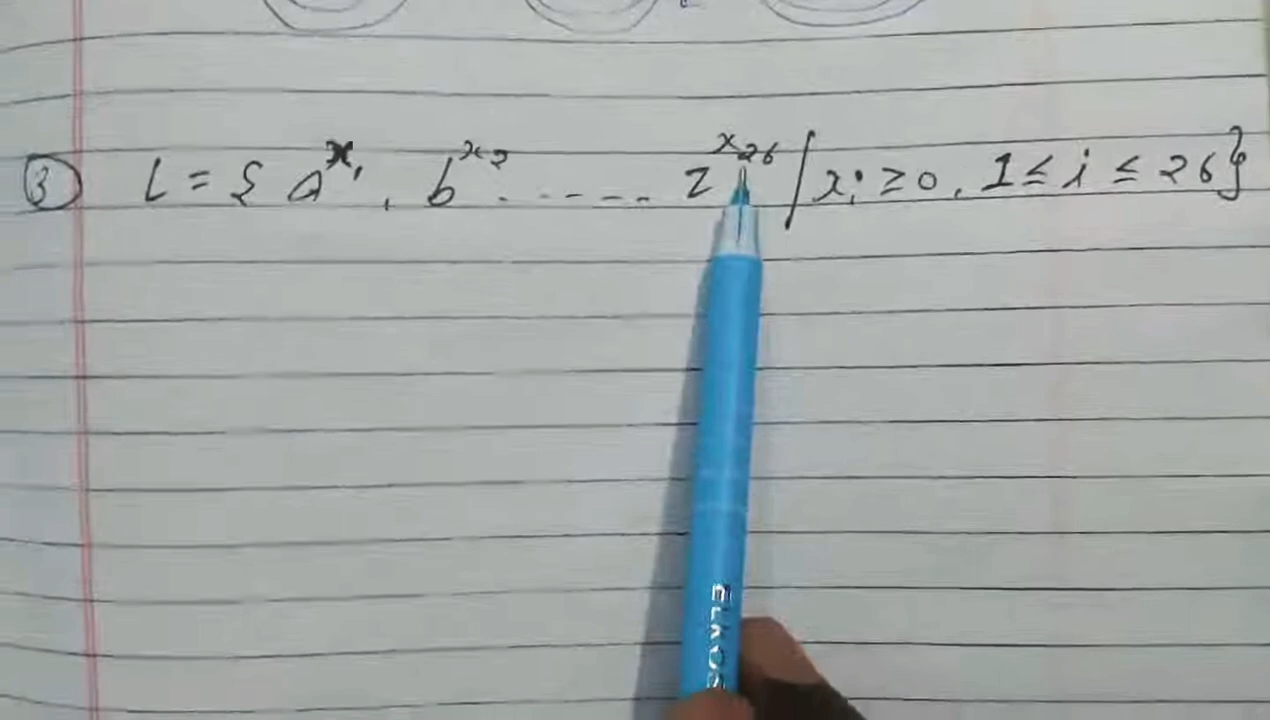 ③ L = { a^x₁ , b^x₂ . - - - - - z^x₂₆ / xᵢ ≥ 0 , 1 ≤ i ≤ 26 }
ELKOS